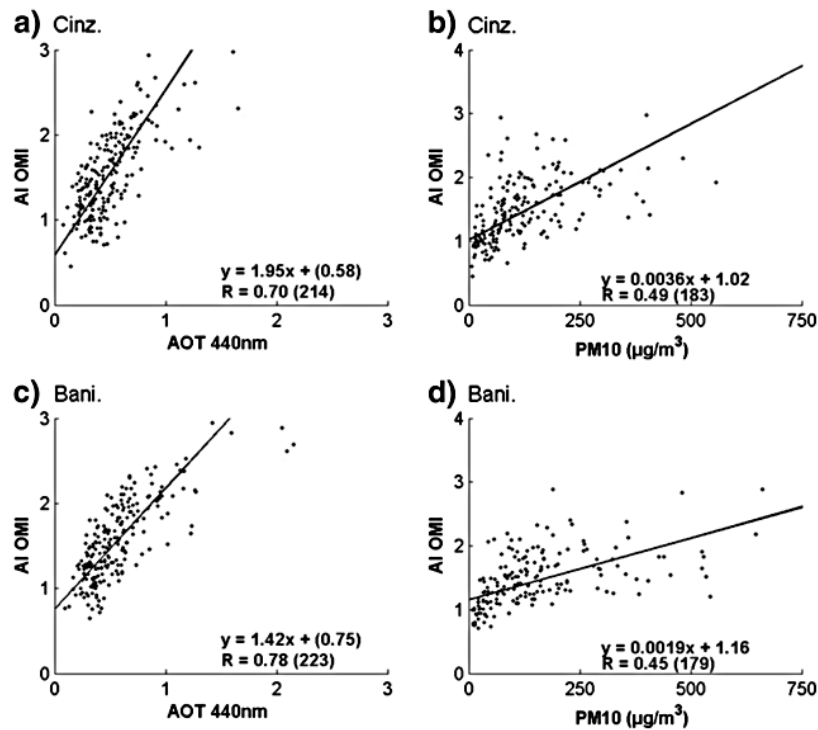 a) Cinz.
3
2
1
0
AI OMI
y = 1.95x + (0.58)
R = 0.70 (214)
0 1 2 3
AOT 440nm
b) Cinz.
4
3
2
1
0
AI OMI
y = 0.0036x + 1.02
R = 0.49 (183)
0 250 500 750
PM10 (µg/m³)
c) Bani.
3
2
1
0
AI OMI
y = 1.42x + (0.75)
R = 0.78 (223)
0 1 2 3
AOT 440nm
d) Bani.
4
3
2
1
0
AI OMI
y = 0.0019x + 1.16
R = 0.45 (179)
0 250 500 750
PM10 (µg/m³)